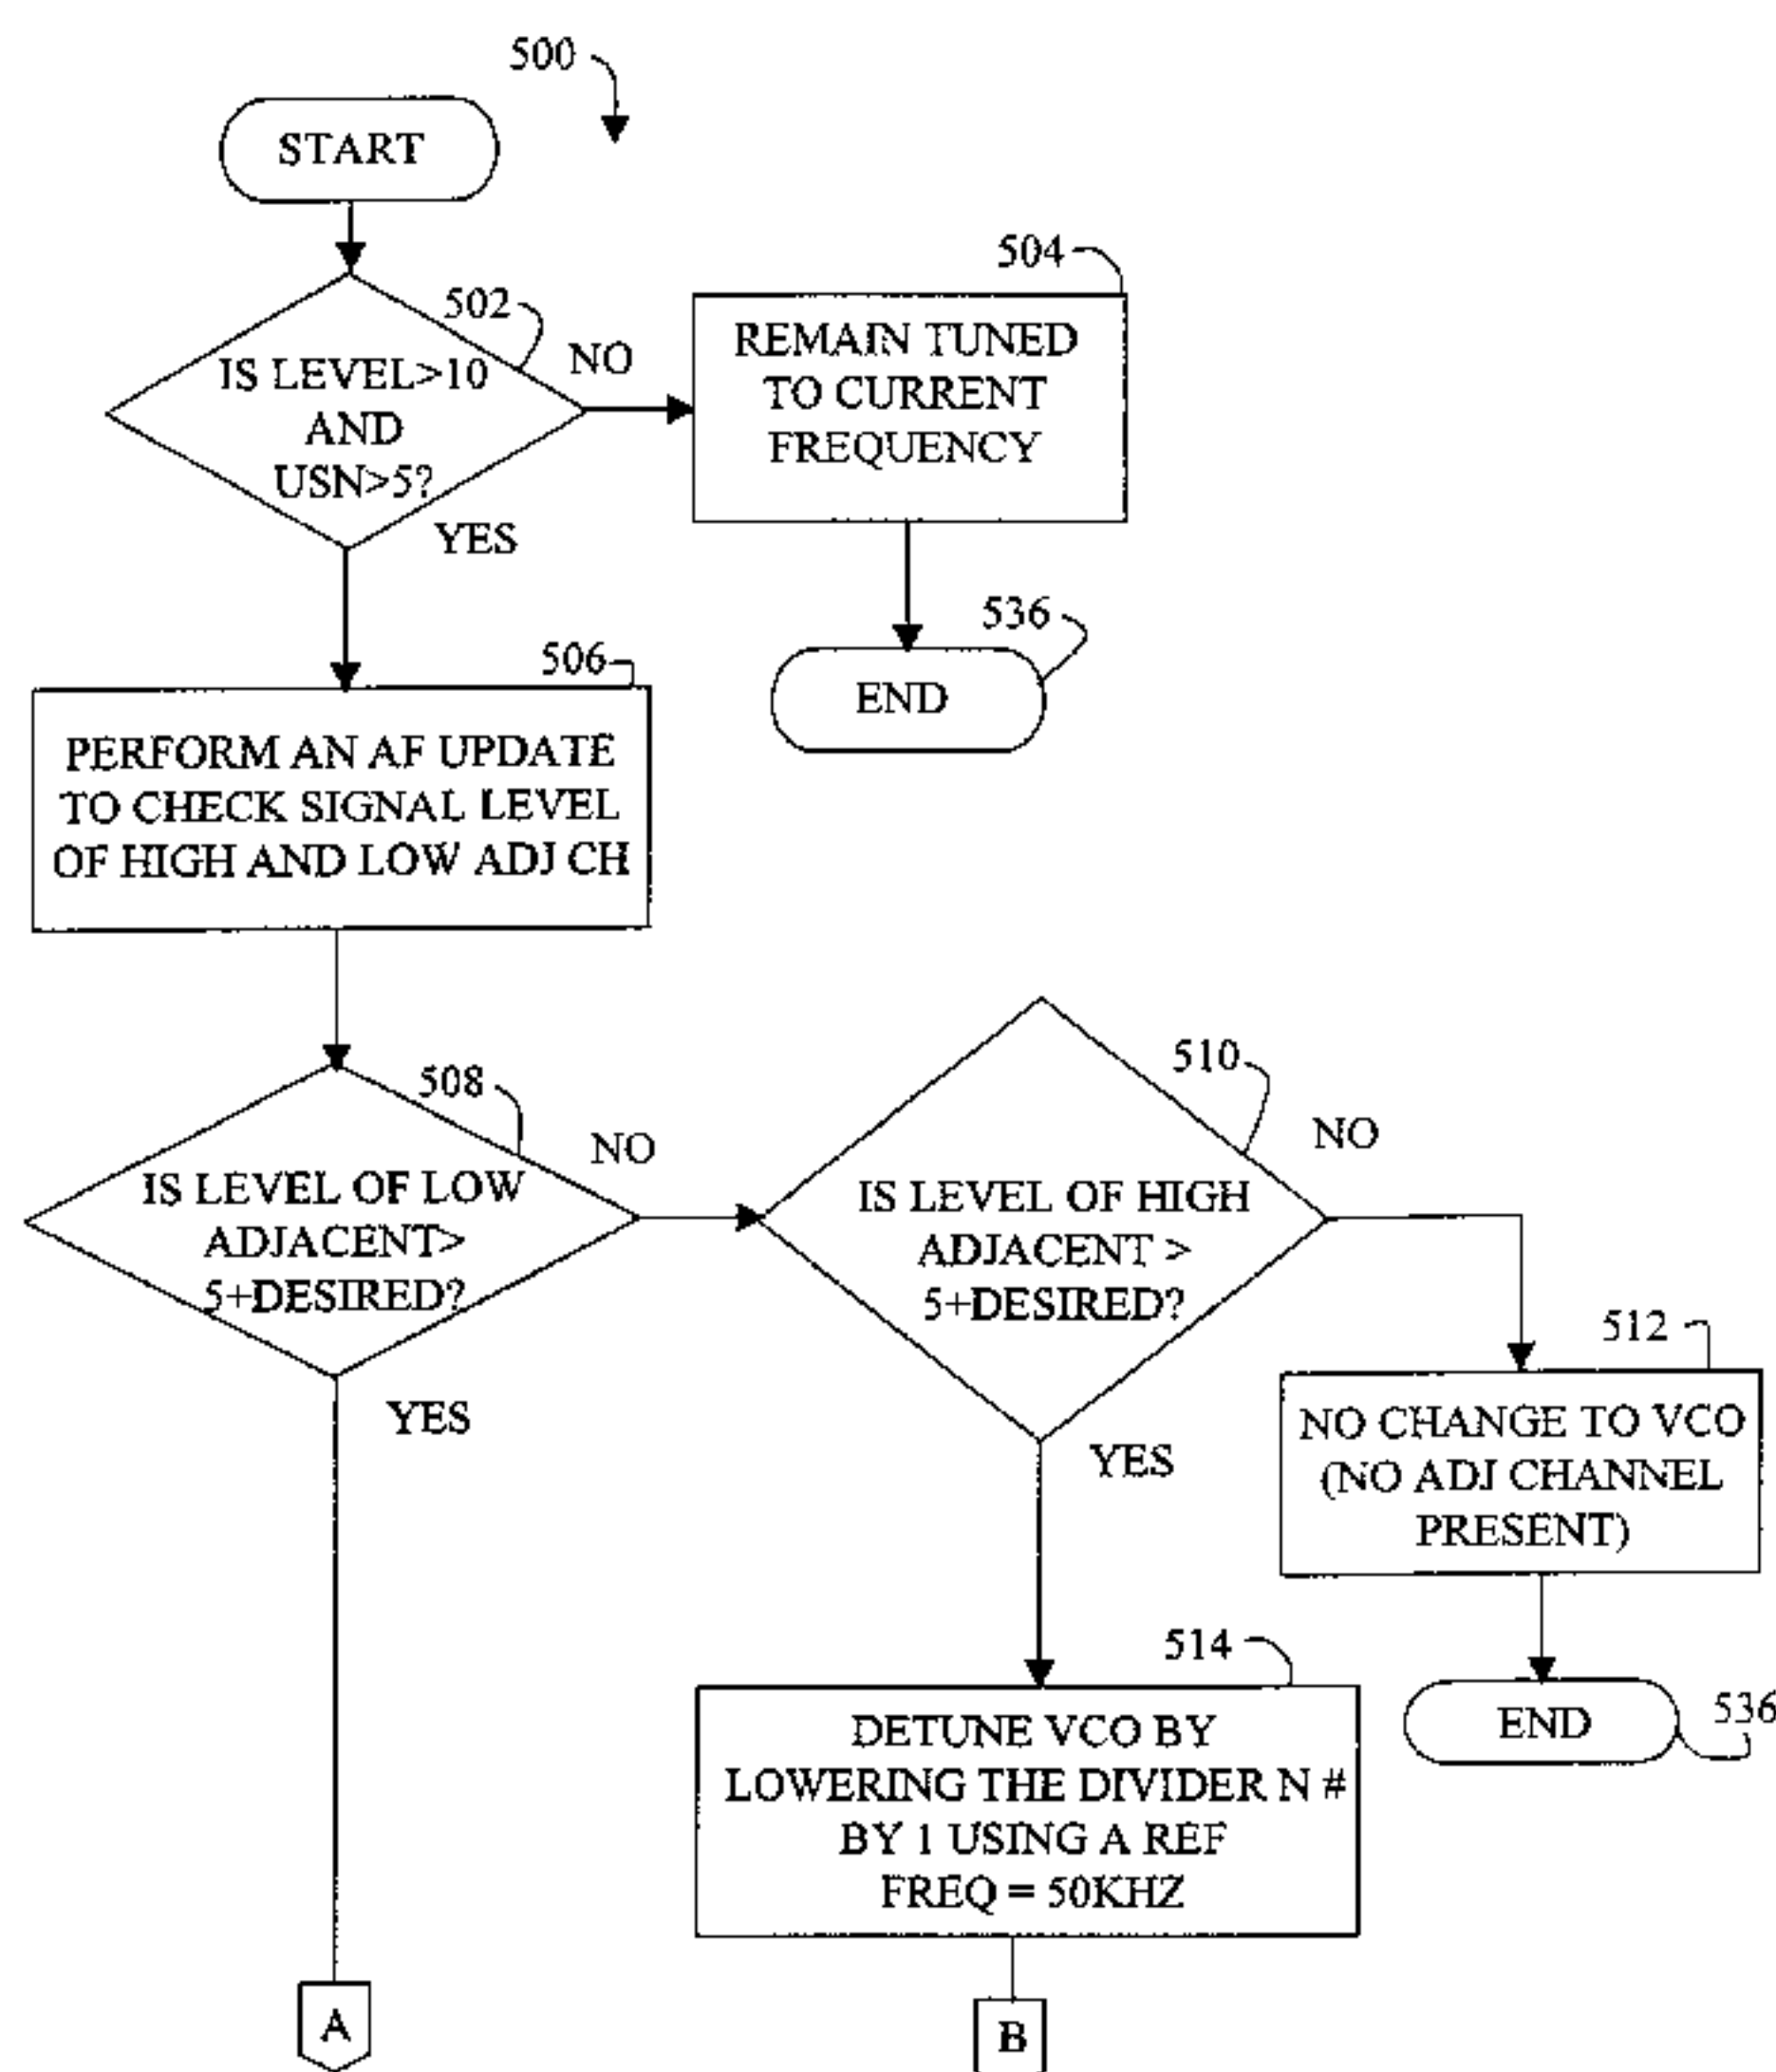 500
START
502
IS LEVEL>10
AND
USN>5?
NO
YES
504
REMAIN TUNED
TO CURRENT
FREQUENCY
536
END
506
PERFORM AN AF UPDATE
TO CHECK SIGNAL LEVEL
OF HIGH AND LOW ADJ CH
508
IS LEVEL OF LOW
ADJACENT>
5+DESIRED?
NO
YES
510
IS LEVEL OF HIGH
ADJACENT >
5+DESIRED?
NO
YES
512
NO CHANGE TO VCO
(NO ADJ CHANNEL
PRESENT)
END
536
514
DETUNE VCO BY
LOWERING THE DIVIDER N #
BY 1 USING A REF
FREQ = 50KHZ
A
B